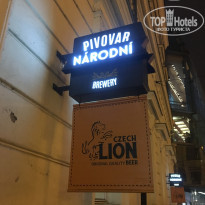 TOP HOTELS
PIVOVAR
NÁRODNÍ
BREWERY
CZECH
LION
BEER